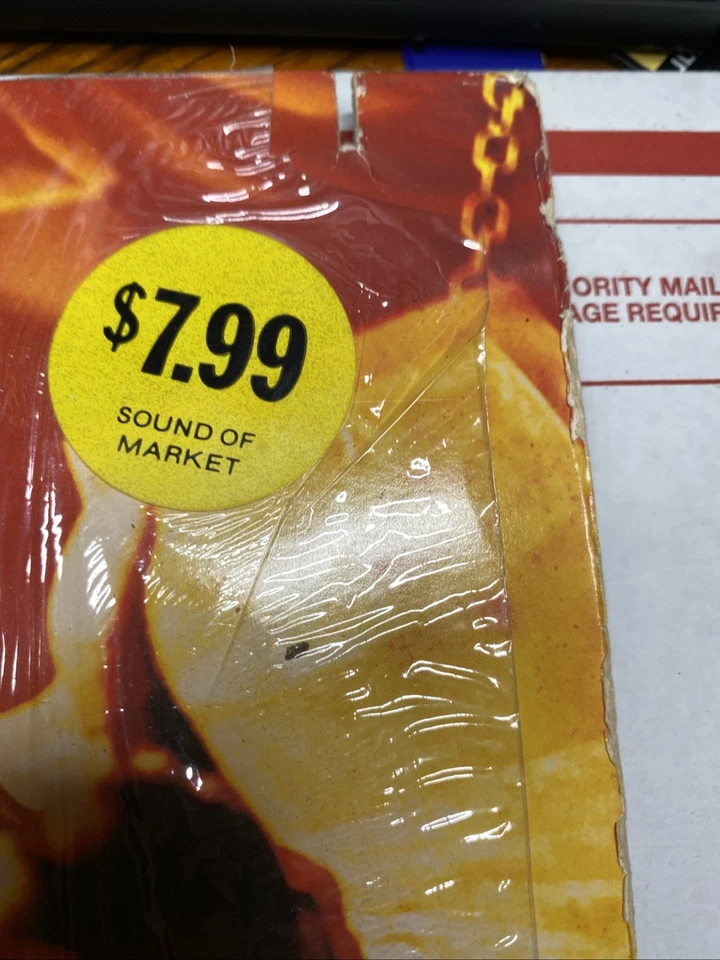 $7.99
SOUND OF
MARKET
ORITY MAIL
AGE REQUIR